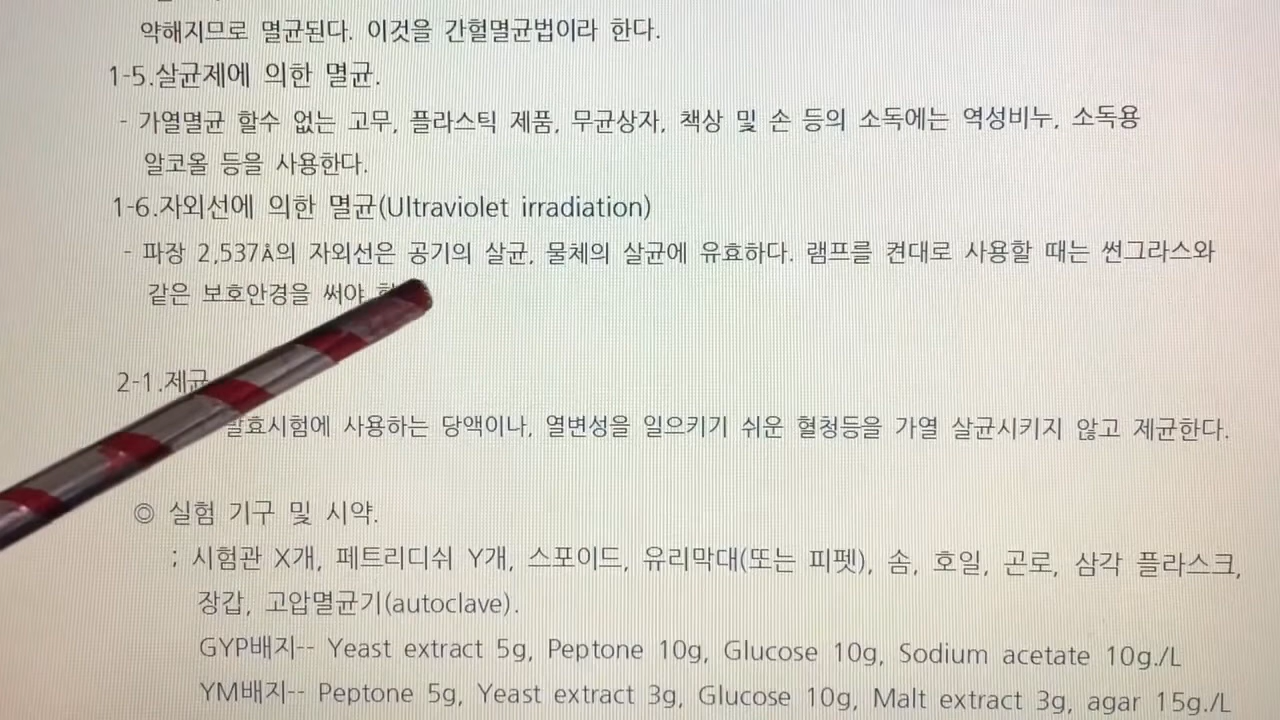 약해지므로 멸균된다. 이것을 간헐멸균법이라 한다.
1-5.살균제에 의한 멸균.
- 가열멸균 할수 없는 고무, 플라스틱 제품, 무균상자, 책상 및 손 등의 소독에는 역성비누, 소독용
알코올 등을 사용한다.
1-6.자외선에 의한 멸균(Ultraviolet irradiation)
- 파장 2,537Å의 자외선은 공기의 살균, 물체의 살균에 유효하다. 램프를 켠대로 사용할 때는 썬그라스와
같은 보호안경을 써야
2-1.제균
발효시험에 사용하는 당액이나, 열변성을 일으키기 쉬운 혈청등을 가열 살균시키지 않고 제균한다.
◎ 실험 기구 및 시약.
; 시험관 X개, 페트리디쉬 Y개, 스포이드, 유리막대(또는 피펫), 솜, 호일, 곤로, 삼각 플라스크,
장갑, 고압멸균기(autoclave).
GYP배지-- Yeast extract 5g, Peptone 10g, Glucose 10g, Sodium acetate 10g./L
YM배지-- Peptone 5g, Yeast extract 3g, Glucose 10g, Malt extract 3g, agar 15g./L